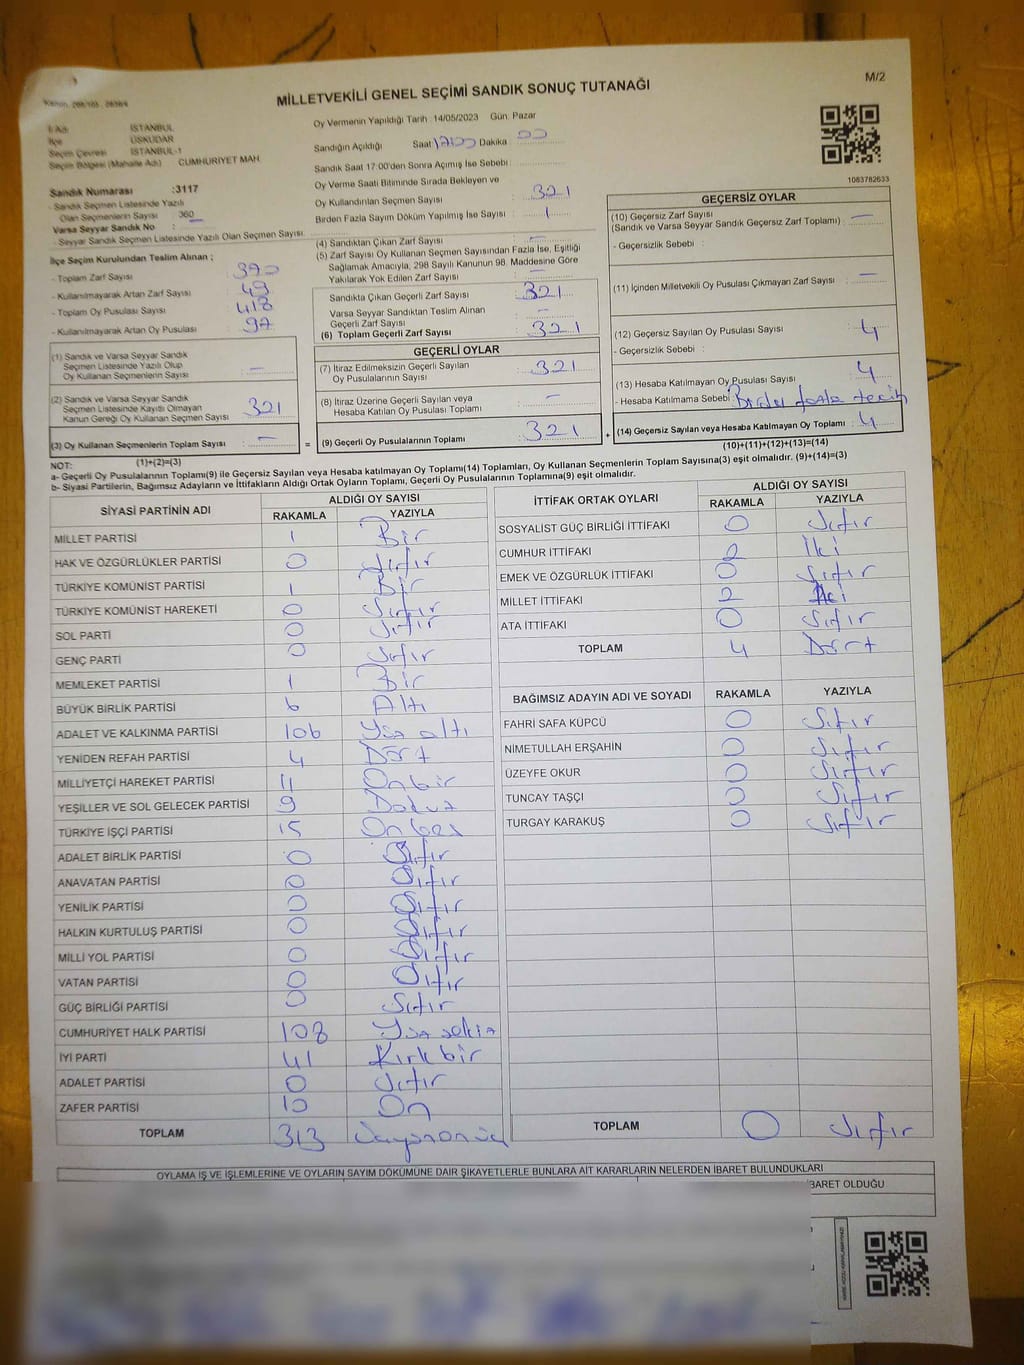 MİLLETVEKİLİ GENEL SEÇİMİ SANDIK SONUÇ TUTANAĞI
M/2
İl Adı : İSTANBUL
İlçe : ÜSKÜDAR
Seçim Çevresi : İSTANBUL-1
Seçim Bölgesi (Mahalle Adı) : CUMHURİYET MAH.
Sandık Numarası :3117
- Sandık Seçmen Listesinde Yazılı
Olan Seçmenlerin Sayısı : 360
Varsa Seyyar Sandık No :
- Seyyar Sandık Seçmen Listesinde Yazılı Olan Seçmen Sayısı
Oy Vermenin Yapıldığı Tarih : 14/05/2023 Gün: Pazar
Sandığın Açıldığı Saat Dakika 00
Sandık Saat 17:00'den Sonra Açımış İse Sebebi :
Oy Verme Saati Bitiminde Sırada Bekleyen ve
Oy Kullandırılan Seçmen Sayısı : 321
Birden Fazla Sayım Döküm Yapılmış İse Sayısı : 1
1083782633
İlçe Seçim Kurulundan Teslim Alınan ;
- Toplam Zarf Sayısı :
- Kullanılmayarak Artan Zarf Sayısı : 49
- Toplam Oy Pusulası Sayısı : 418
- Kullanılmayarak Artan Oy Pusulası : 97
(1) Sandık ve Varsa Seyyar Sandık
Seçmen Listesinde Yazılı Olup
Oy Kullanan Seçmenlerin Sayısı : —
(2) Sandık ve Varsa Seyyar Sandık
Seçmen Listesinde Kayıtlı Olmayan
Kanun Gereği Oy Kullanan Seçmen Sayısı : 321
(3) Oy Kullanan Seçmenlerin Toplam Sayısı : —
(1)+(2)=(3)
(4) Sandıktan Çıkan Zarf Sayısı : —
(5) Zarf Sayısı Oy Kullanan Seçmen Sayısından Fazla İse, Eşitliği
Sağlamak Amacıyla, 298 Sayılı Kanunun 98. Maddesine Göre
Yakılarak Yok Edilen Zarf Sayısı : —
Sandıkta Çıkan Geçerli Zarf Sayısı : 321
Varsa Seyyar Sandıktan Teslim Alınan
Geçerli Zarf Sayısı : —
(6) Toplam Geçerli Zarf Sayısı : 321
GEÇERLİ OYLAR
(7) İtiraz Edilmeksizin Geçerli Sayılan
Oy Pusulalarının Sayısı : 321
(8) İtiraz Üzerine Geçerli Sayılan veya
Hesaba Katılan Oy Pusulası Toplamı : —
= (9) Geçerli Oy Pusulalarının Toplamı : 321 +
GEÇERSİZ OYLAR
(10) Geçersiz Zarf Sayısı : —
(Sandık ve Varsa Seyyar Sandık Geçersiz Zarf Toplamı)
- Geçersizlik Sebebi :
(11) İçinden Milletvekili Oy Pusulası Çıkmayan Zarf Sayısı : —
(12) Geçersiz Sayılan Oy Pusulası Sayısı : 4
- Geçersizlik Sebebi :
(13) Hesaba Katılmayan Oy Pusulası Sayısı : 4
- Hesaba Katılmama Sebebi : Birden fazla tercih
(14) Geçersiz Sayılan veya Hesaba Katılmayan Oy Toplamı : 4
(10)+(11)+(12)+(13)=(14)
NOT:
a- Geçerli Oy Pusulalarının Toplamı(9) ile Geçersiz Sayılan veya Hesaba katılmayan Oy Toplamı(14) Toplamları, Oy Kullanan Seçmenlerin Toplam Sayısına(3) eşit olmalıdır. (9)+(14)=(3)
b- Siyasi Partilerin, Bağımsız Adayların ve İttifakların Aldığı Ortak Oyların Toplamı, Geçerli Oy Pusulalarının Toplamına(9) eşit olmalıdır.
SİYASİ PARTİNİN ADI ALDIĞI OY SAYISI
RAKAMLA YAZIYLA
MİLLET PARTİSİ 1 Bir
HAK VE ÖZGÜRLÜKLER PARTİSİ 0 Sıfır
TÜRKİYE KOMÜNİST PARTİSİ 1 Bir
TÜRKİYE KOMÜNİST HAREKETİ 0 Sıfır
SOL PARTİ 0 Sıfır
GENÇ PARTİ 0 Sıfır
MEMLEKET PARTİSİ 1 Bir
BÜYÜK BİRLİK PARTİSİ 6 Altı
ADALET VE KALKINMA PARTİSİ 106 Yüz altı
YENİDEN REFAH PARTİSİ 4 Dört
MİLLİYETÇİ HAREKET PARTİSİ 11 Onbir
YEŞİLLER VE SOL GELECEK PARTİSİ 9 Dokuz
TÜRKİYE İŞÇİ PARTİSİ 15 Onbeş
ADALET BİRLİK PARTİSİ 0 Sıfır
ANAVATAN PARTİSİ 0 Sıfır
YENİLİK PARTİSİ 0 Sıfır
HALKIN KURTULUŞ PARTİSİ 0 Sıfır
MİLLİ YOL PARTİSİ 0 Sıfır
VATAN PARTİSİ 0 Sıfır
GÜÇ BİRLİĞİ PARTİSİ 0 Sıfır
CUMHURİYET HALK PARTİSİ 108 Yüz sekiz
İYİ PARTİ 41 Kırkbir
ADALET PARTİSİ 0 Sıfır
ZAFER PARTİSİ 10 On
TOPLAM 313 Üçyüzonüç
İTTİFAK ORTAK OYLARI ALDIĞI OY SAYISI
RAKAMLA YAZIYLA
SOSYALİST GÜÇ BİRLİĞİ İTTİFAKI 0 Sıfır
CUMHUR İTTİFAKI 2 İki
EMEK VE ÖZGÜRLÜK İTTİFAKI 0 Sıfır
MİLLET İTTİFAKI 2 İki
ATA İTTİFAKI 0 Sıfır
TOPLAM 4 Dört
BAĞIMSIZ ADAYIN ADI VE SOYADI RAKAMLA YAZIYLA
FAHRİ SAFA KÜPCÜ 0 Sıfır
NİMETULLAH ERŞAHİN 0 Sıfır
ÜZEYFE OKUR 0 Sıfır
TUNCAY TAŞÇI 0 Sıfır
TURGAY KARAKUŞ 0 Sıfır
TOPLAM 0 Sıfır
OYLAMA İŞ VE İŞLEMLERİNE VE OYLARIN SAYIM DÖKÜMÜNE DAİR ŞİKAYETLERLE BUNLARA AİT KARARLARIN NELERDEN İBARET BULUNDUKLARI
İBARET OLDUĞU